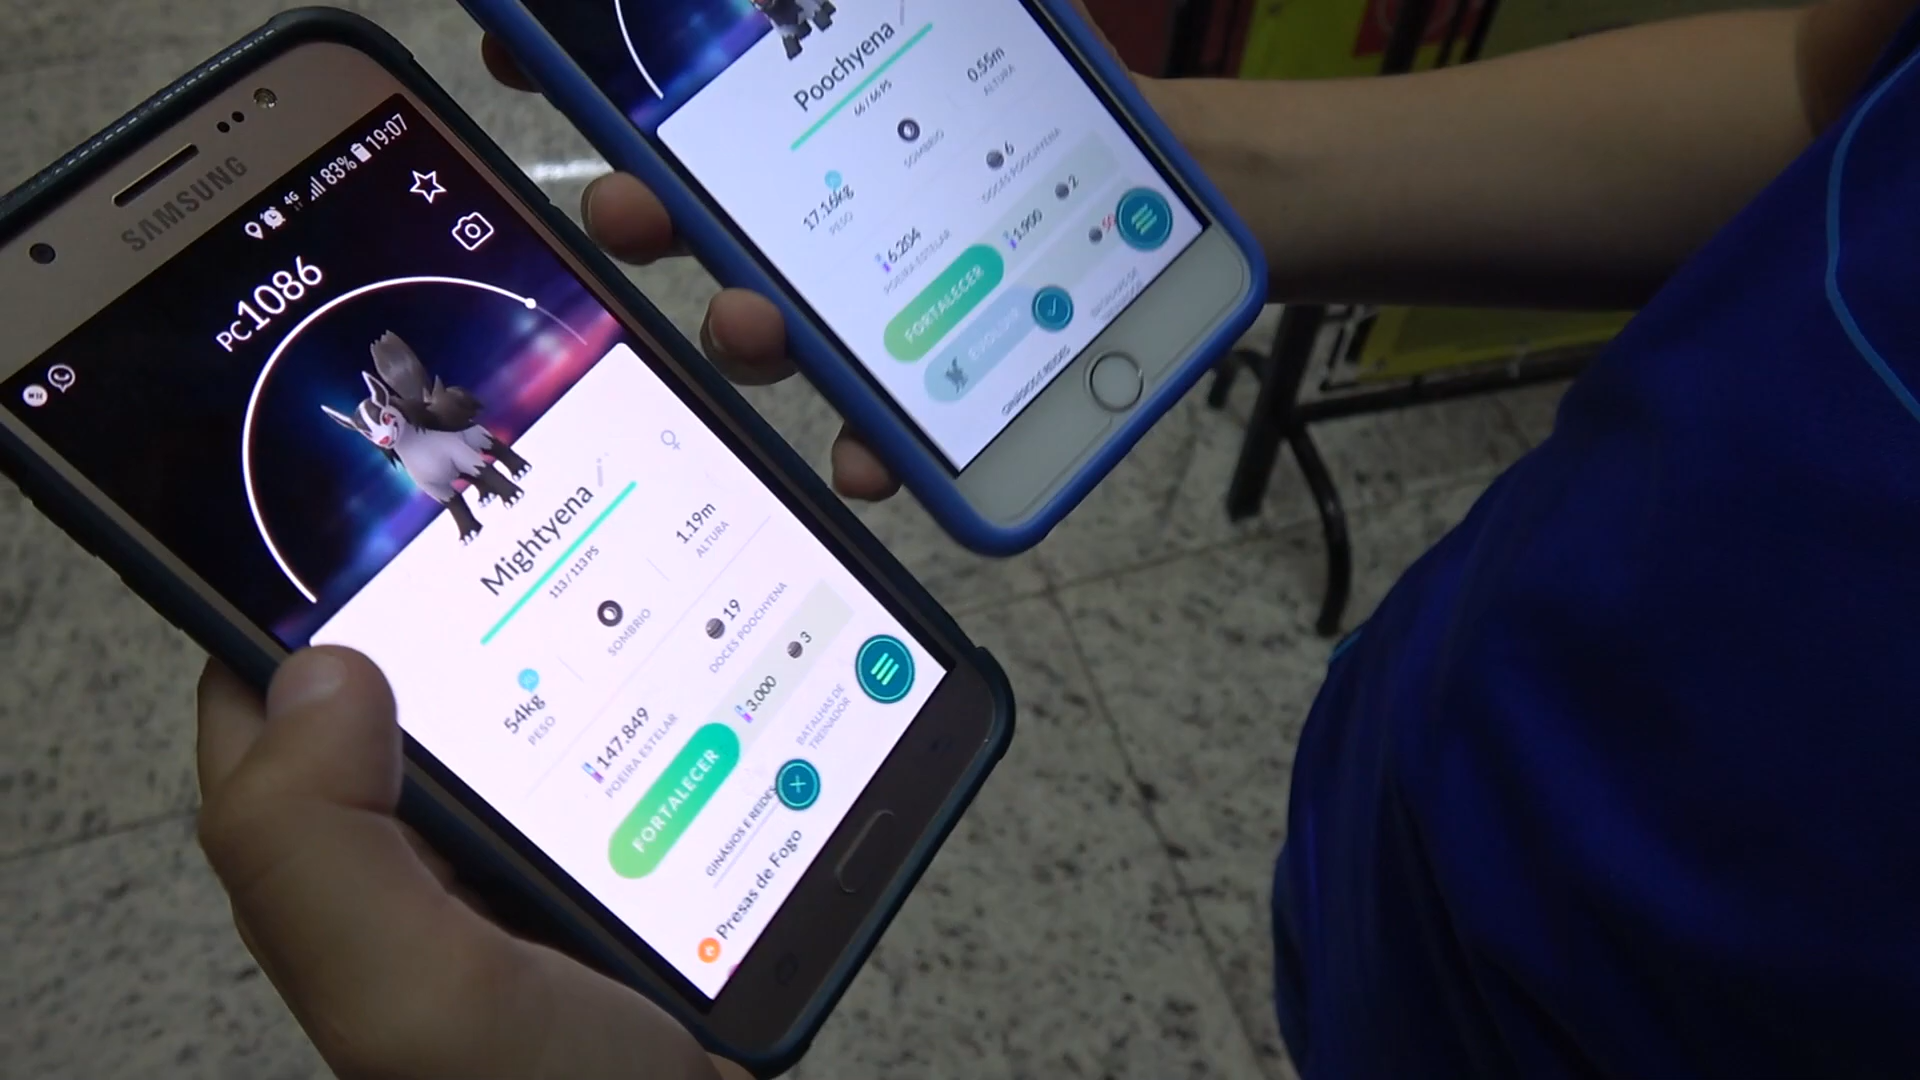 SAMSUNG
4G 83% 19:07
PC1086
Mightyena
113 / 113 PS
54kg
PESO
SOMBRIO
1.19m
ALTURA
147.849
POEIRA ESTELAR
19
DOCES POOCHYENA
FORTALECER
3.000
3
GINÁSIOS E REIDES
BATALHAS DE
TREINADOR
Presas de Fogo
Poochyena
66 / 66 PS
17.16kg
PESO
SOMBRIO
0.55m
ALTURA
6.204
POEIRA ESTELAR
6
DOCES POOCHYENA
FORTALECER
1.900
2
EVOLUIR
50
GINÁSIOS E REIDES